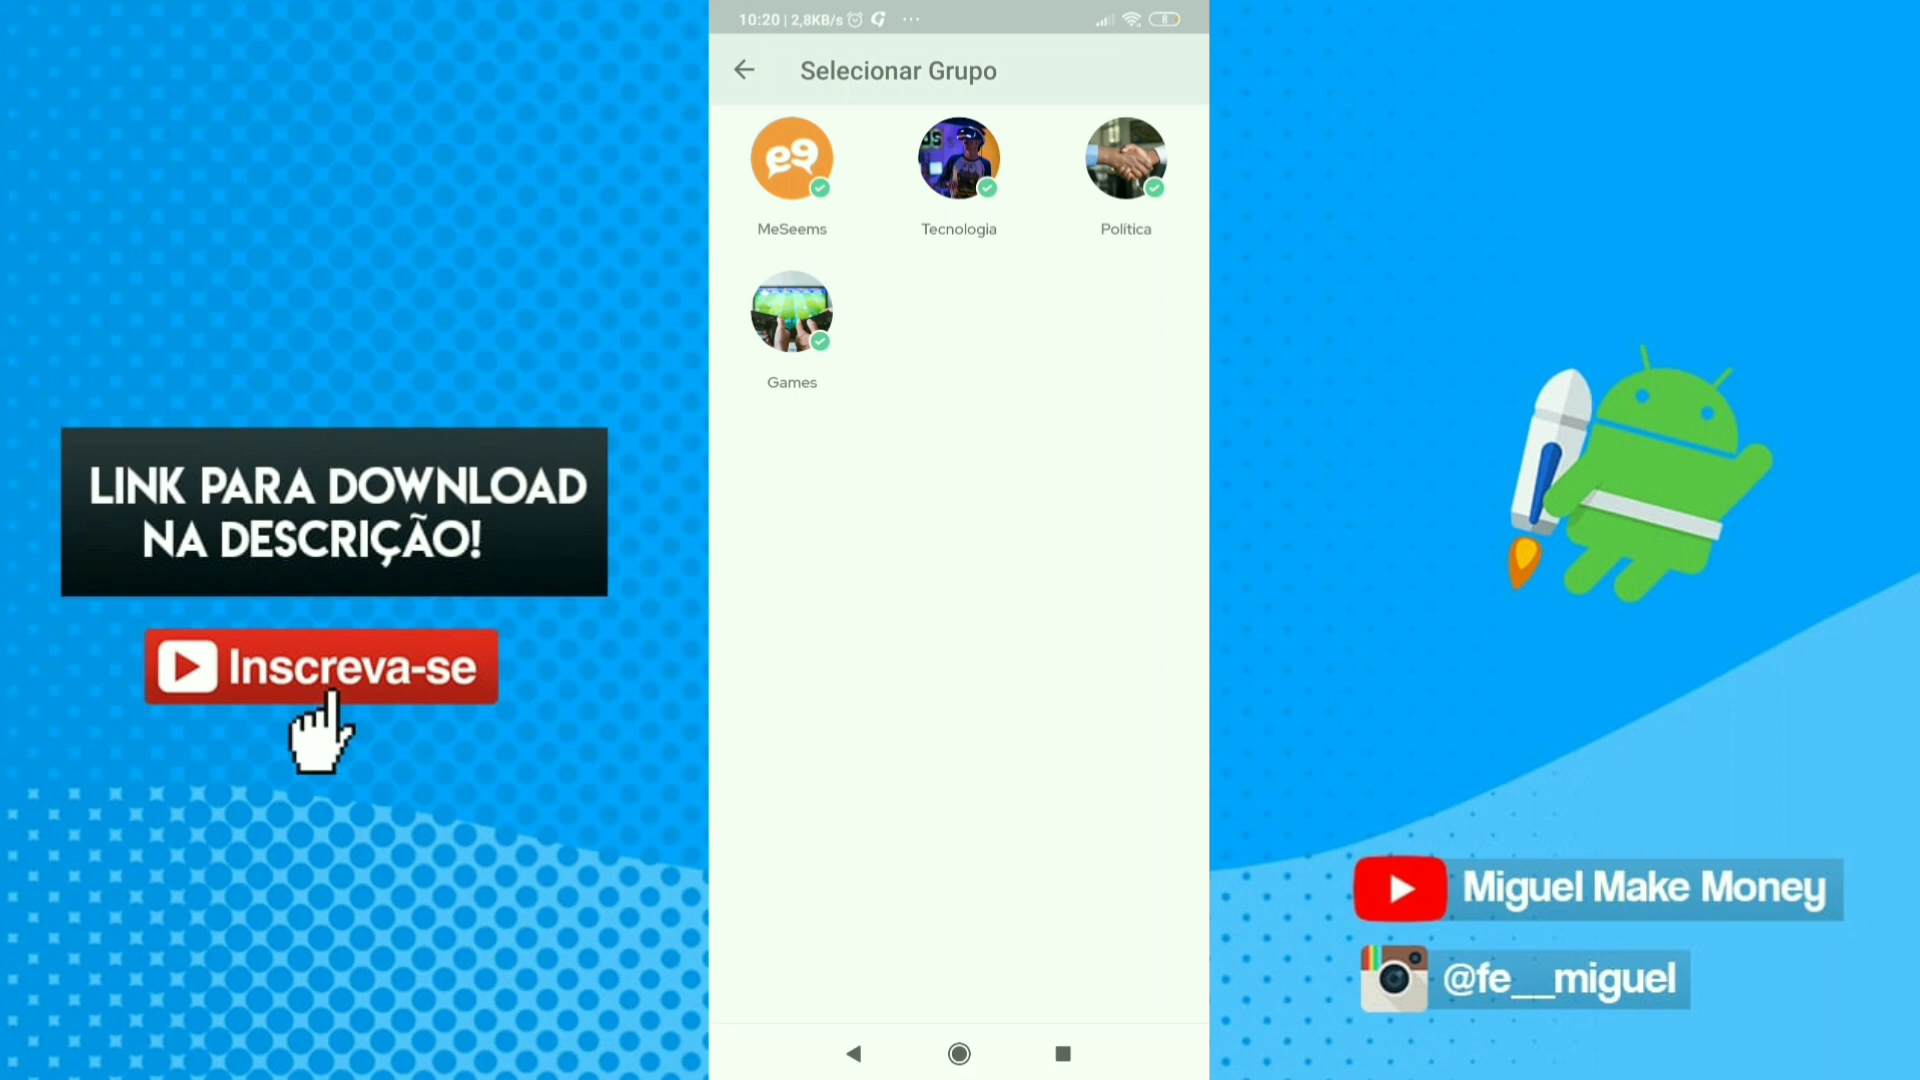 10:20 | 2,8KB/s
8
Selecionar Grupo
MeSeems
Tecnologia
Política
Games
LINK PARA DOWNLOAD
NA DESCRIÇÃO!
Inscreva-se
Miguel Make Money
@fe__miguel